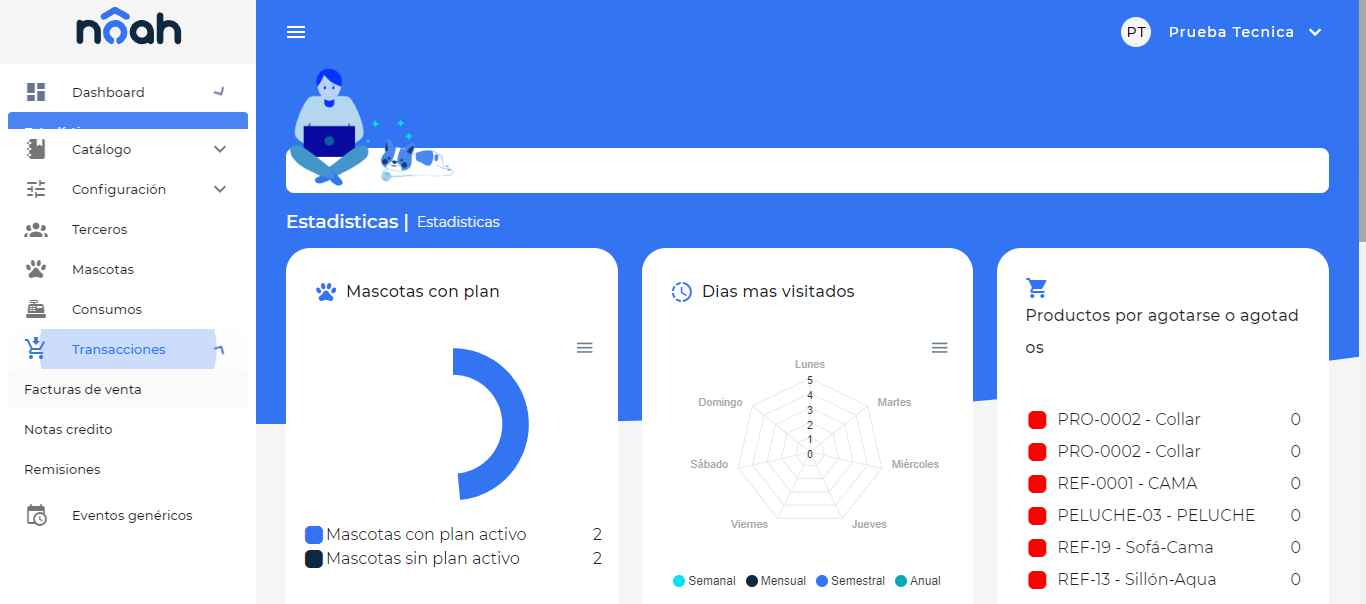 nôah
PT
Prueba Tecnica
Dashboard
Catálogo
Configuración
Terceros
Mascotas
Consumos
Transacciones
Facturas de venta
Notas credito
Remisiones
Eventos genéricos
Estadisticas | Estadisticas
Mascotas con plan
Mascotas con plan activo 2
Mascotas sin plan activo 2
Dias mas visitados
Lunes
Martes
Miércoles
Jueves
Viernes
Sábado
Domingo
5
4
3
2
1
0
Semanal Mensual Semestral Anual
Productos por agotarse o agotad
os
PRO-0002 - Collar 0
PRO-0002 - Collar 0
REF-0001 - CAMA 0
PELUCHE-03 - PELUCHE 0
REF-19 - Sofá-Cama 0
REF-13 - Sillón-Aqua 0